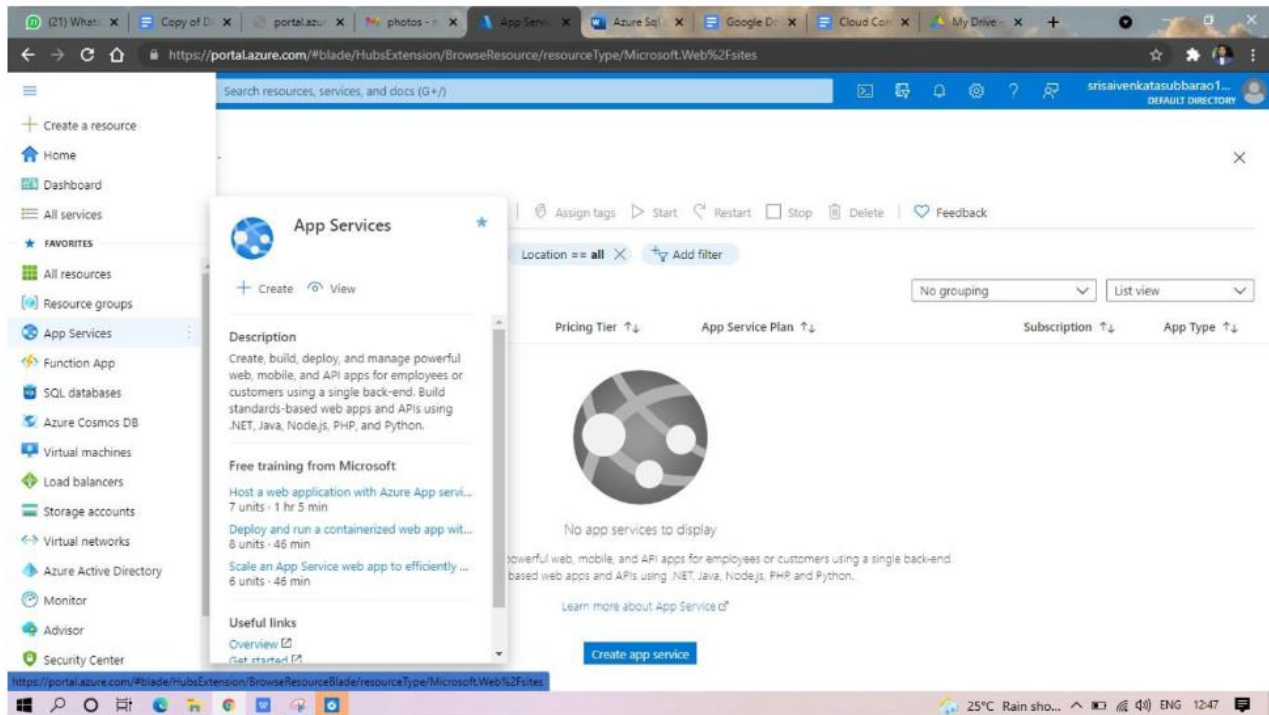 (21) Whats
Copy of D
portal.azur
photos - n
App Servic
Azure Sql
Google Do
Cloud Com
My Drive
https://portal.azure.com/#blade/HubsExtension/BrowseResource/resourceType/Microsoft.Web%2Fsites
Search resources, services, and docs (G+/)
srisaivenkatasubbarao1...
DEFAULT DIRECTORY
Create a resource
Home
Dashboard
All services
FAVORITES
All resources
Resource groups
App Services
Function App
SQL databases
Azure Cosmos DB
Virtual machines
Load balancers
Storage accounts
Virtual networks
Azure Active Directory
Monitor
Advisor
Security Center
App Services
+ Create View
Description
Create, build, deploy, and manage powerful
web, mobile, and API apps for employees or
customers using a single back-end. Build
standards-based web apps and APIs using
.NET, Java, Node.js, PHP, and Python.
Free training from Microsoft
Host a web application with Azure App servi...
7 units - 1 hr 5 min
Deploy and run a containerized web app wit...
8 units - 46 min
Scale an App Service web app to efficiently ...
6 units - 46 min
Useful links
Overview
Get started
Assign tags Start Restart Stop Delete Feedback
Location == all Add filter
No grouping List view
Pricing Tier ↑↓ App Service Plan ↑↓ Subscription ↑↓ App Type ↑↓
No app services to display
powerful web, mobile, and API apps for employees or customers using a single back-end.
based web apps and APIs using .NET, Java, Node.js, PHP and Python.
Learn more about App Service
Create app service
https://portal.azure.com/#blade/HubsExtension/BrowseResourceBlade/resourceType/Microsoft.Web%2Fsites
25°C Rain sho... ENG 12:47